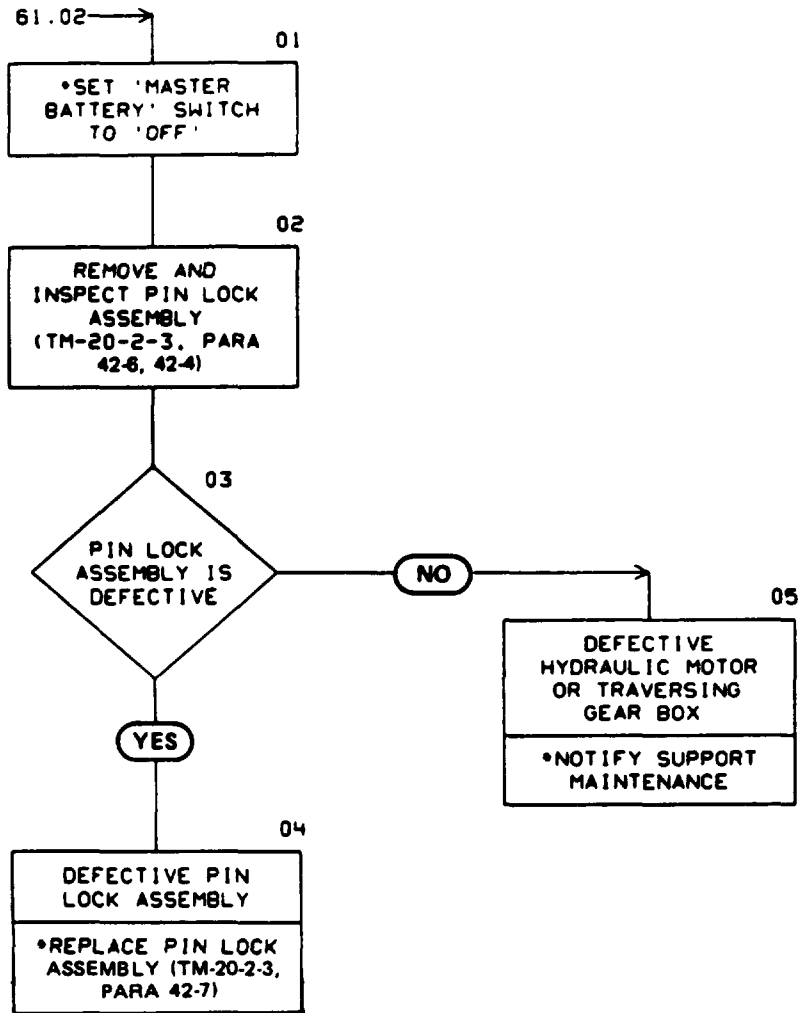 61.02
01
*SET 'MASTER
BATTERY' SWITCH
TO 'OFF'
02
REMOVE AND
INSPECT PIN LOCK
ASSEMBLY
(TM-20-2-3, PARA
42-6, 42-4)
03
PIN LOCK
ASSEMBLY IS
DEFECTIVE
NO
05
DEFECTIVE
HYDRAULIC MOTOR
OR TRAVERSING
GEAR BOX
*NOTIFY SUPPORT
MAINTENANCE
YES
04
DEFECTIVE PIN
LOCK ASSEMBLY
*REPLACE PIN LOCK
ASSEMBLY (TM-20-2-3,
PARA 42-7)